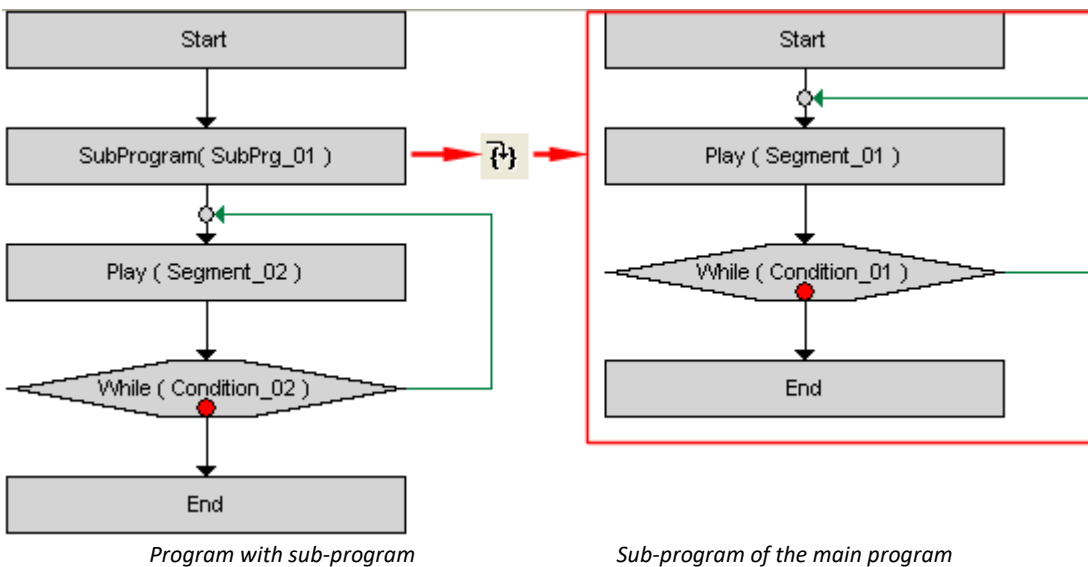 Start
SubProgram( SubPrg_01 )
Play ( Segment_02 )
While ( Condition_02 )
End
Program with sub-program
{}
Start
Play ( Segment_01 )
While ( Condition_01 )
End
Sub-program of the main program